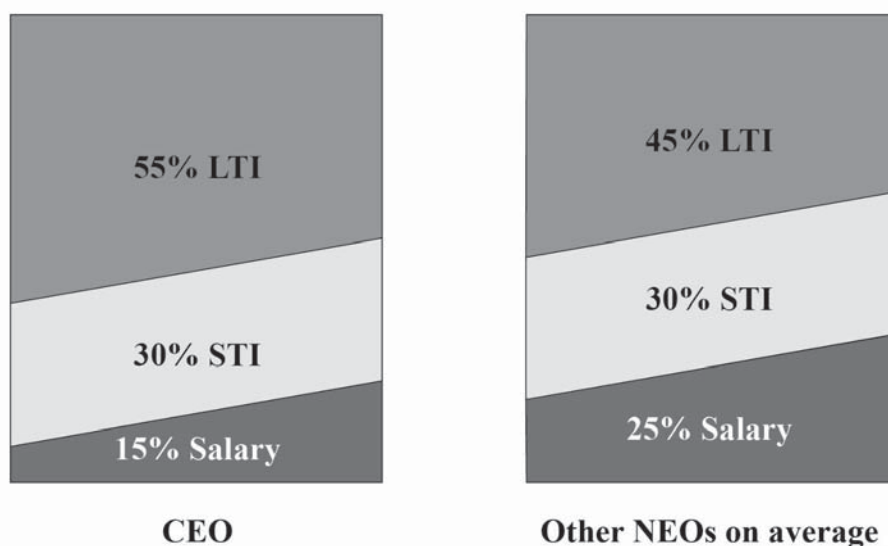 55% LTI
30% STI
15% Salary
CEO
45% LTI
30% STI
25% Salary
Other NEOs on average